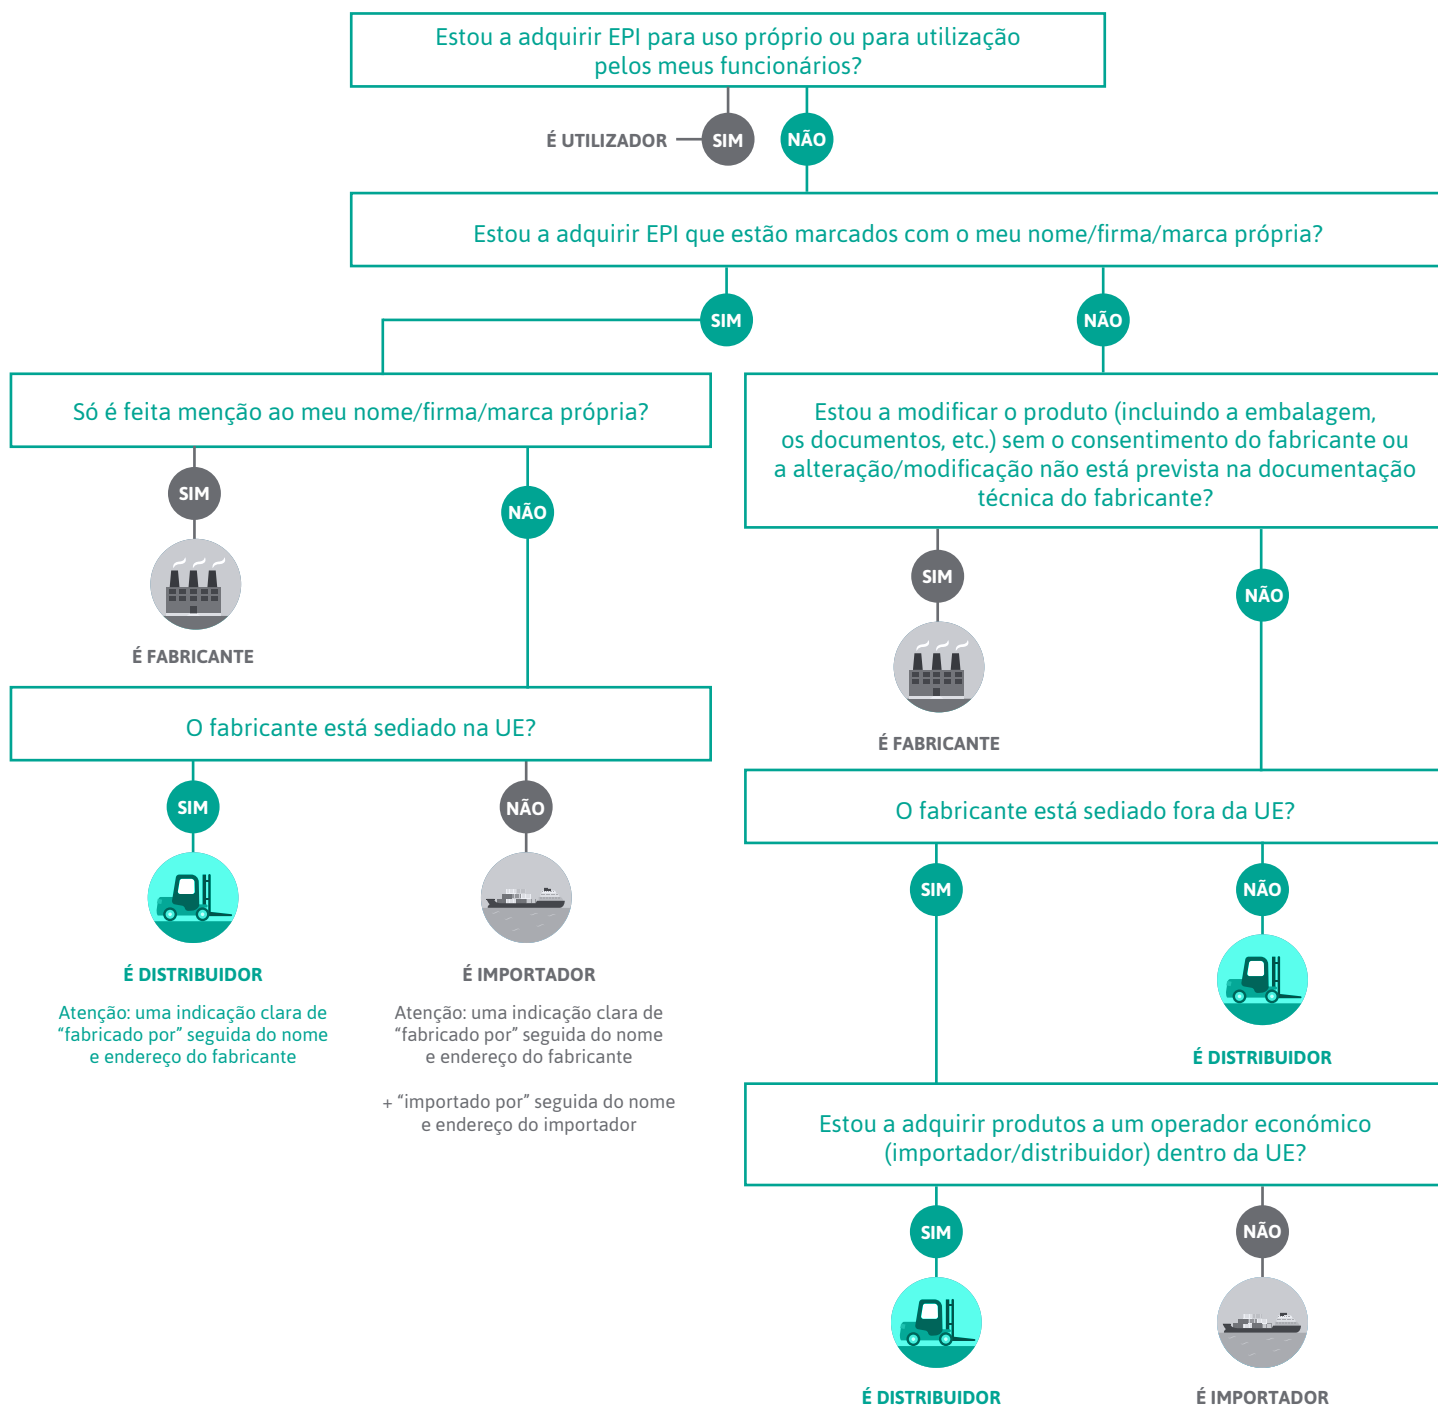 Estou a adquirir EPI para uso próprio ou para utilização
pelos meus funcionários?
É UTILIZADOR
SIM
NÃO
Estou a adquirir EPI que estão marcados com o meu nome/firma/marca própria?
SIM
NÃO
Só é feita menção ao meu nome/firma/marca própria?
SIM
NÃO
É FABRICANTE
Estou a modificar o produto (incluindo a embalagem,
os documentos, etc.) sem o consentimento do fabricante ou
a alteração/modificação não está prevista na documentação
técnica do fabricante?
SIM
NÃO
É FABRICANTE
O fabricante está sediado na UE?
SIM
NÃO
É DISTRIBUIDOR
Atenção: uma indicação clara de
“fabricado por” seguida do nome
e endereço do fabricante
É IMPORTADOR
Atenção: uma indicação clara de
“fabricado por” seguida do nome
e endereço do fabricante
+ “importado por” seguida do nome
e endereço do importador
O fabricante está sediado fora da UE?
SIM
NÃO
É DISTRIBUIDOR
Estou a adquirir produtos a um operador económico
(importador/distribuidor) dentro da UE?
SIM
NÃO
É DISTRIBUIDOR
É IMPORTADOR